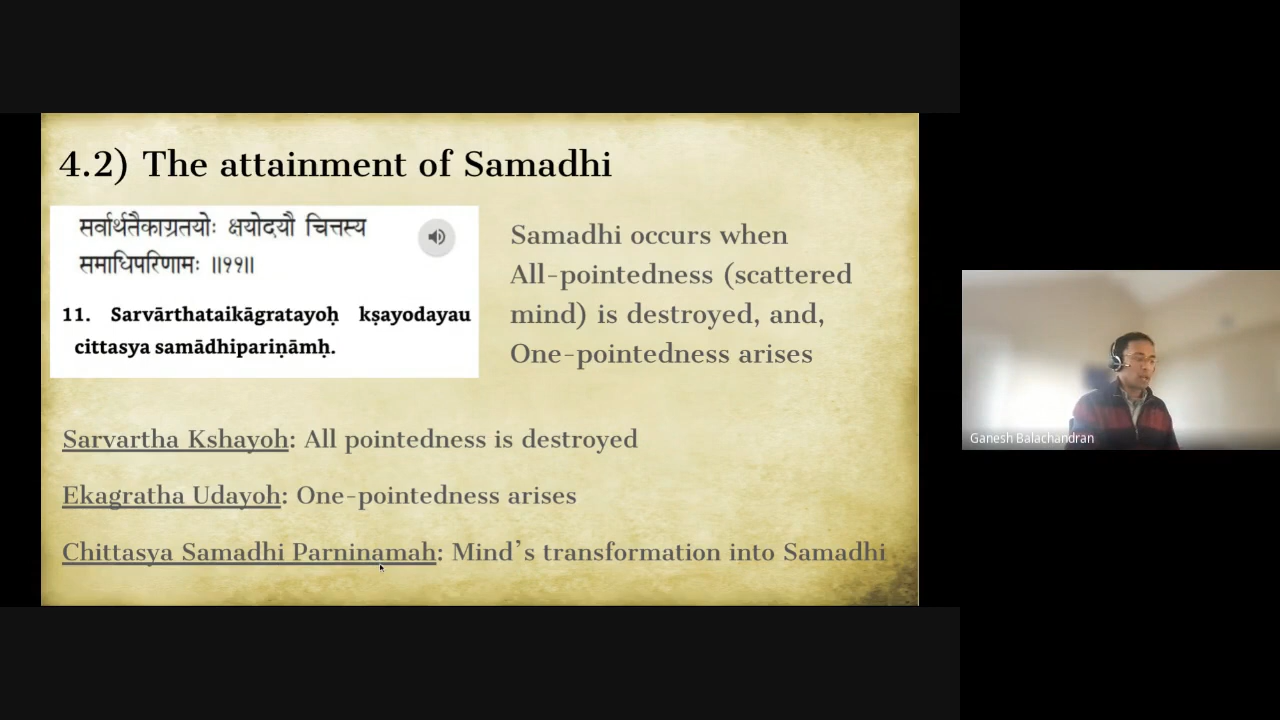 4.2) The attainment of Samadhi
सर्वार्थतैकाग्रतयोः क्षयोदयौ चित्तस्य
समाधिपरिणामः ॥११॥
11. Sarvārthataikāgratayoḥ kṣayodayau
cittasya samādhipariṇāmḥ.
Samadhi occurs when
All-pointedness (scattered
mind) is destroyed, and,
One-pointedness arises
Sarvartha Kshayoh: All pointedness is destroyed
Ekagratha Udayoh: One-pointedness arises
Chittasya Samadhi Parninamah: Mind’s transformation into Samadhi
Ganesh Balachandran